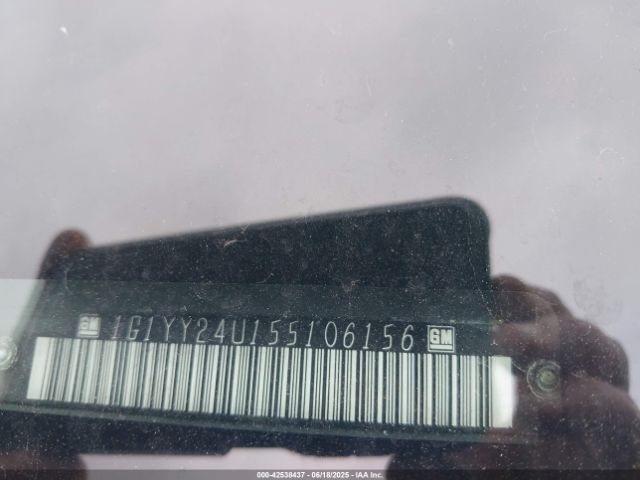 GM 1G1YY24U155106156 GM
000-42538437 - 06/18/2025 - IAA Inc.